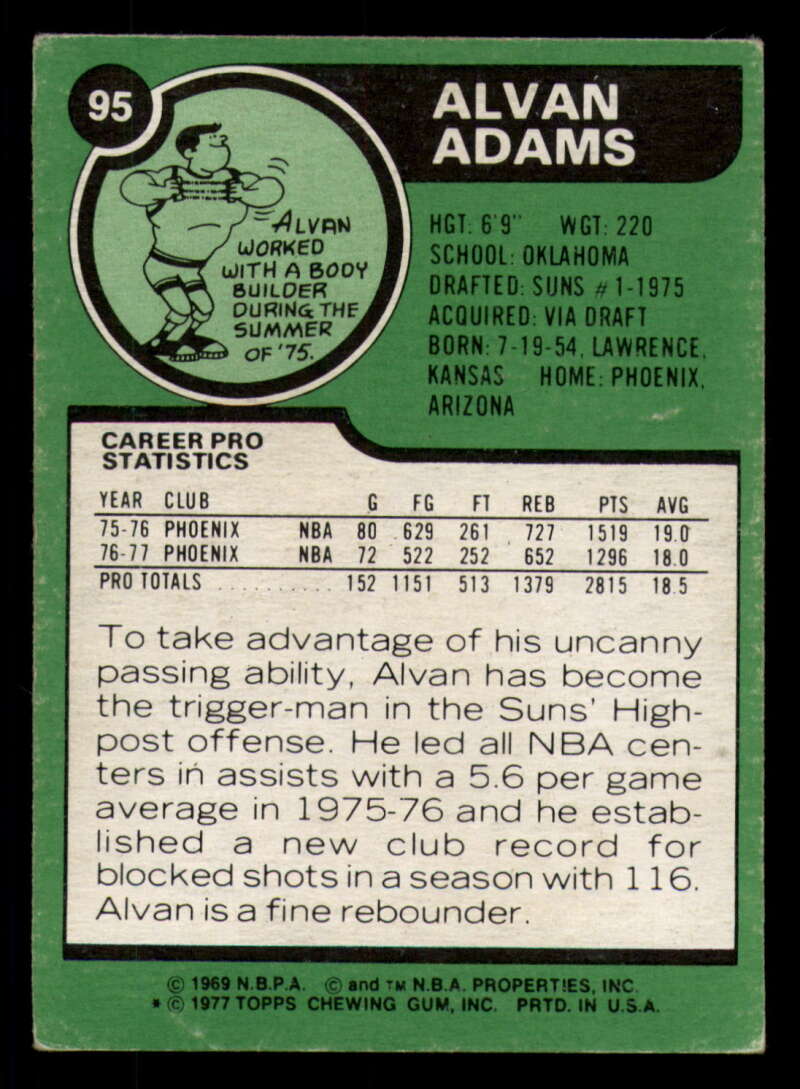 95
ALVAN
ADAMS
ALVAN
WORKED
WITH A BODY
BUILDER
DURING THE
SUMMER
OF '75.
HGT: 6'9" WGT: 220
SCHOOL: OKLAHOMA
DRAFTED: SUNS #1-1975
ACQUIRED: VIA DRAFT
BORN: 7-19-54, LAWRENCE,
KANSAS HOME: PHOENIX,
ARIZONA
CAREER PRO
STATISTICS
YEAR CLUB G FG FT REB PTS AVG
75-76 PHOENIX NBA 80 629 261 727 1519 19.0
76-77 PHOENIX NBA 72 522 252 652 1296 18.0
PRO TOTALS .......... 152 1151 513 1379 2815 18.5
To take advantage of his uncanny
passing ability, Alvan has become
the trigger-man in the Suns' High-
post offense. He led all NBA cen-
ters in assists with a 5.6 per game
average in 1975-76 and he estab-
lished a new club record for
blocked shots in a season with 116.
Alvan is a fine rebounder.
© 1969 N.B.P.A. © and ™ N.B.A. PROPERTIES, INC.
* © 1977 TOPPS CHEWING GUM, INC. PRTD. IN U.S.A.